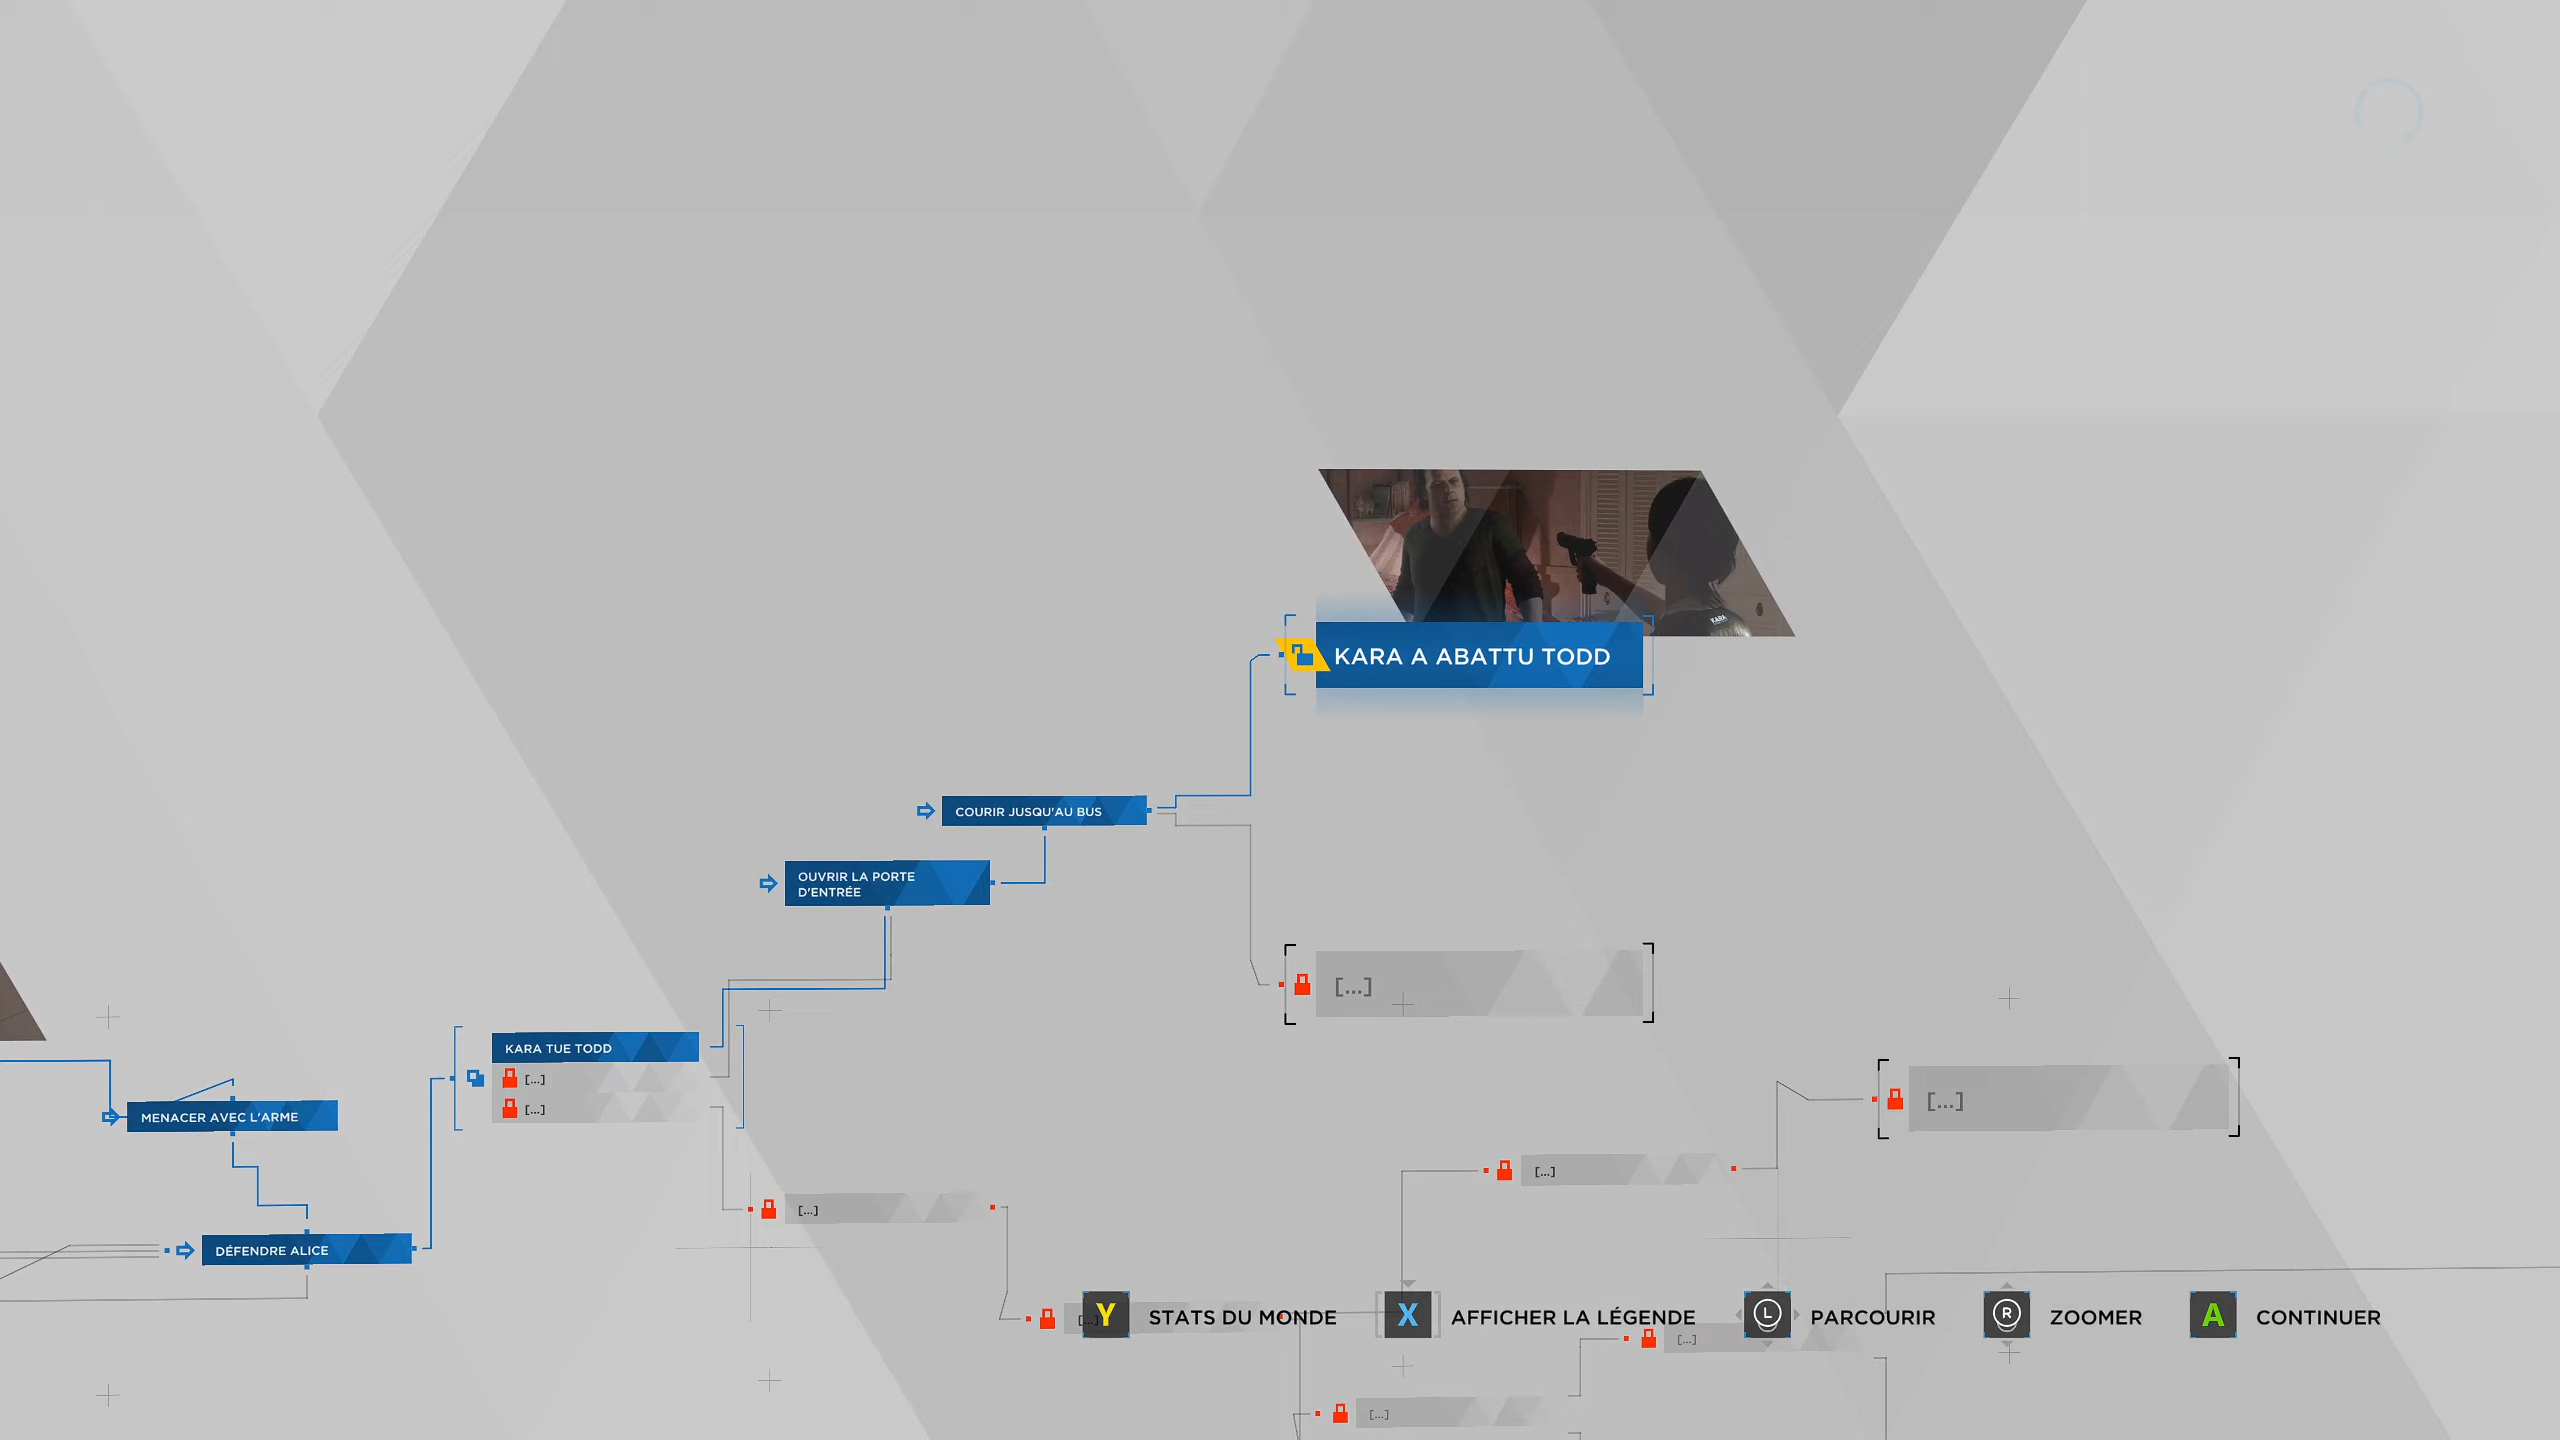 KARA
KARA A ABATTU TODD
COURIR JUSQU'AU BUS
OUVRIR LA PORTE
D'ENTRÉE
[...]
KARA TUE TODD
[...]
[...]
MENACER AVEC L'ARME
[...]
[...]
[...]
DÉFENDRE ALICE
[...]
Y STATS DU MONDE
X AFFICHER LA LÉGENDE
L PARCOURIR
R ZOOMER
A CONTINUER
[...]
[...]